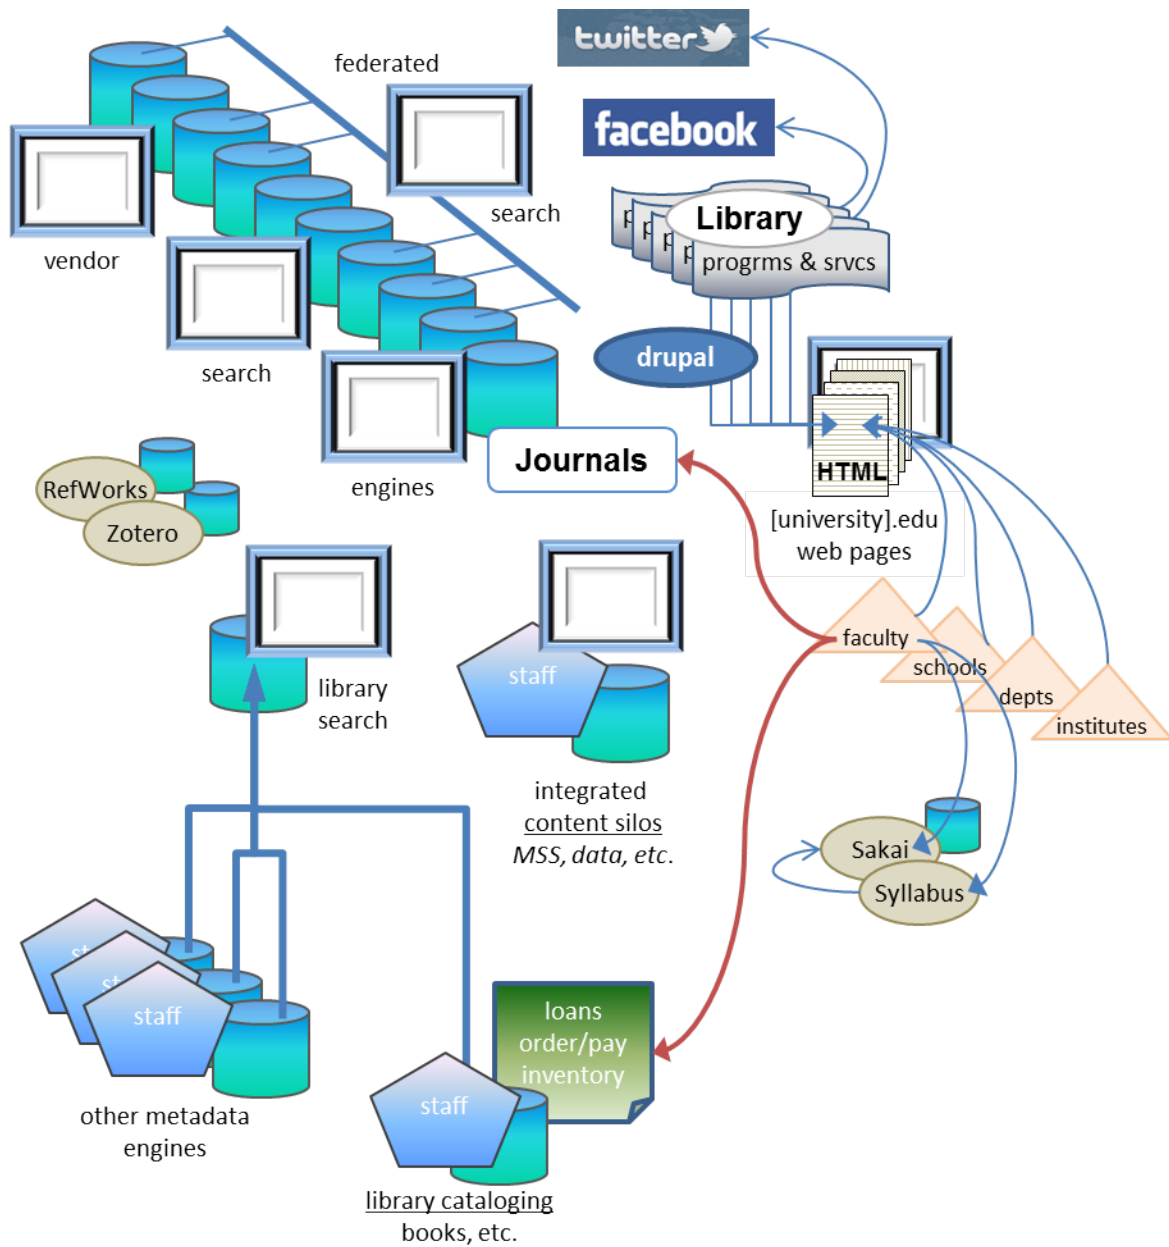 twitter
federated
facebook
search
Library
p
p
p
p
progrms & srvcs
vendor
search
drupal
engines
Journals
HTML
[university].edu
web pages
RefWorks
Zotero
faculty
schools
depts
institutes
staff
library
search
integrated
content silos
MSS, data, etc.
Sakai
Syllabus
st
st
staff
loans
order/pay
inventory
staff
other metadata
engines
library cataloging
books, etc.